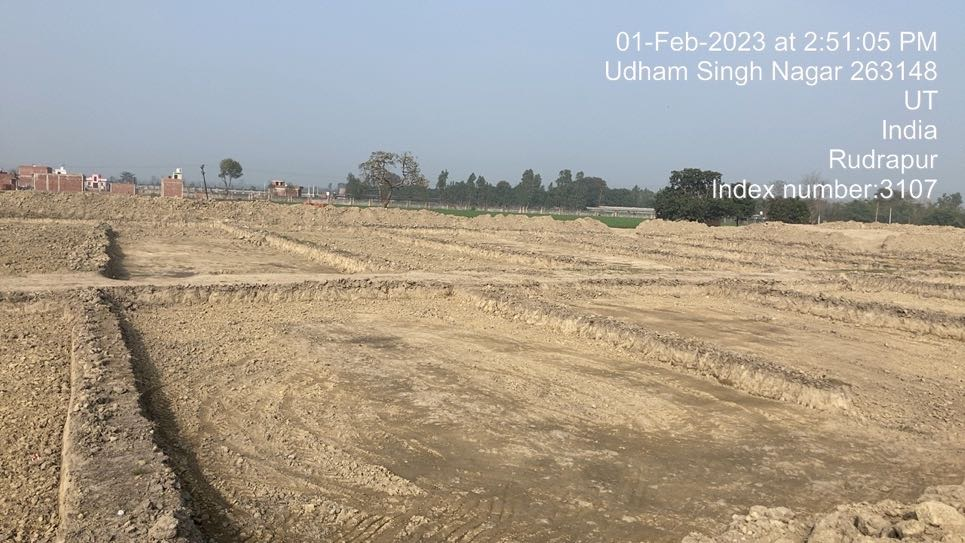 01-Feb-2023 at 2:51:05 PM
Udham Singh Nagar 263148
UT
India
Rudrapur
Index number:3107